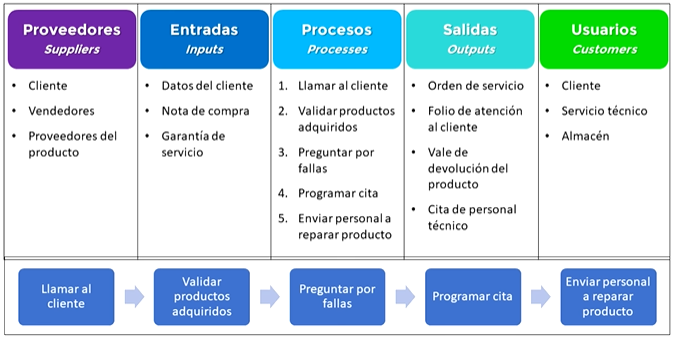 Proveedores
Suppliers
• Cliente
• Vendedores
• Proveedores del
producto
Entradas
Inputs
• Datos del cliente
• Nota de compra
• Garantía de
servicio
Procesos
Processes
1. Llamar al cliente
2. Validar productos
adquiridos
3. Preguntar por
fallas
4. Programar cita
5. Enviar personal a
reparar producto
Salidas
Outputs
• Orden de servicio
• Folio de atención
al cliente
• Vale de
devolución del
producto
• Cita de personal
técnico
Usuarios
Customers
• Cliente
• Servicio técnico
• Almacén
Llamar al
cliente
Validar
productos
adquiridos
Preguntar por
fallas
Programar cita
Enviar personal
a reparar
producto